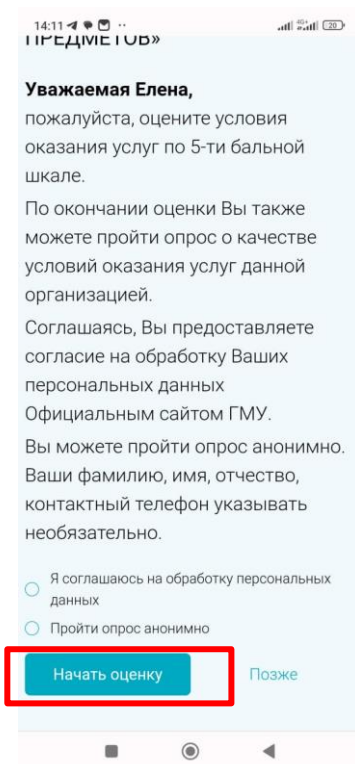 14:11
4G+
20
ПРЕДМЕТОВ»
Уважаемая Елена,
пожалуйста, оцените условия
оказания услуг по 5-ти бальной
шкале.
По окончании оценки Вы также
можете пройти опрос о качестве
условий оказания услуг данной
организацией.
Соглашаясь, Вы предоставляете
согласие на обработку Ваших
персональных данных
Официальным сайтом ГМУ.
Вы можете пройти опрос анонимно.
Ваши фамилию, имя, отчество,
контактный телефон указывать
необязательно.
Я соглашаюсь на обработку персональных
данных
Пройти опрос анонимно
Начать оценку
Позже